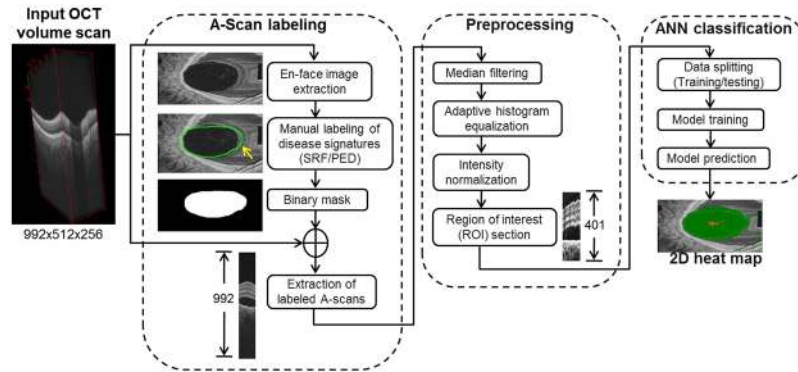 Input OCT
volume scan
992x512x256
A-Scan labeling
En-face image
extraction
Manual labeling of
disease signatures
(SRF/PED)
Binary mask
Extraction of
labeled A-scans
992
Preprocessing
Median filtering
Adaptive histogram
equalization
Intensity
normalization
Region of interest
(ROI) section
401
ANN classification
Data splitting
(Training/testing)
Model training
Model prediction
2D heat map